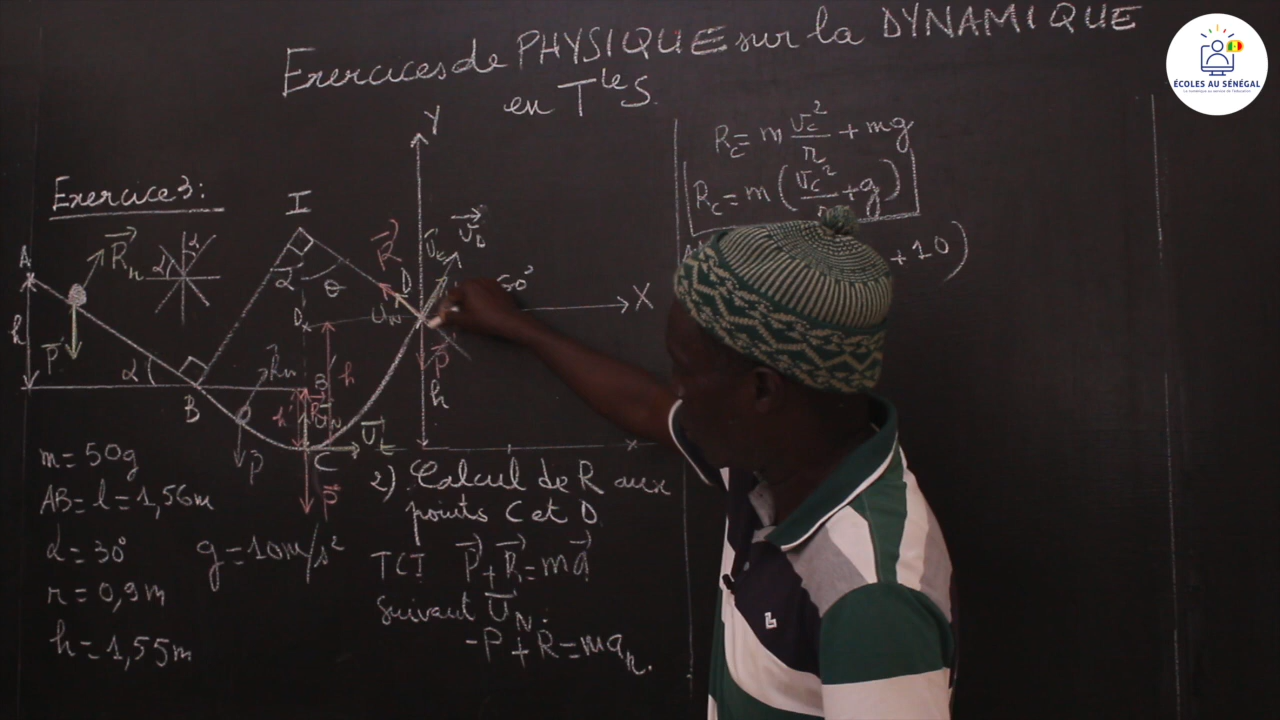 Exercices de PHYSIQUE sur la DYNAMIQUE
en TleS.
ÉCOLES AU SÉNÉGAL
Exercice 3:
Y
I
A
B
C
D
X
h
α
θ
m = 50g
AB = l = 1,56m
α = 30° g = 10m/s²
r = 0,9m
h = 1,55m
2) Calcul de R aux
points C et D
TCI P⃗ + R⃗ = ma⃗
Suivant U⃗N:
-P + R = man.
Rc = m vc²/r + mg
Rc = m (vc²/r + g)
+ 10)